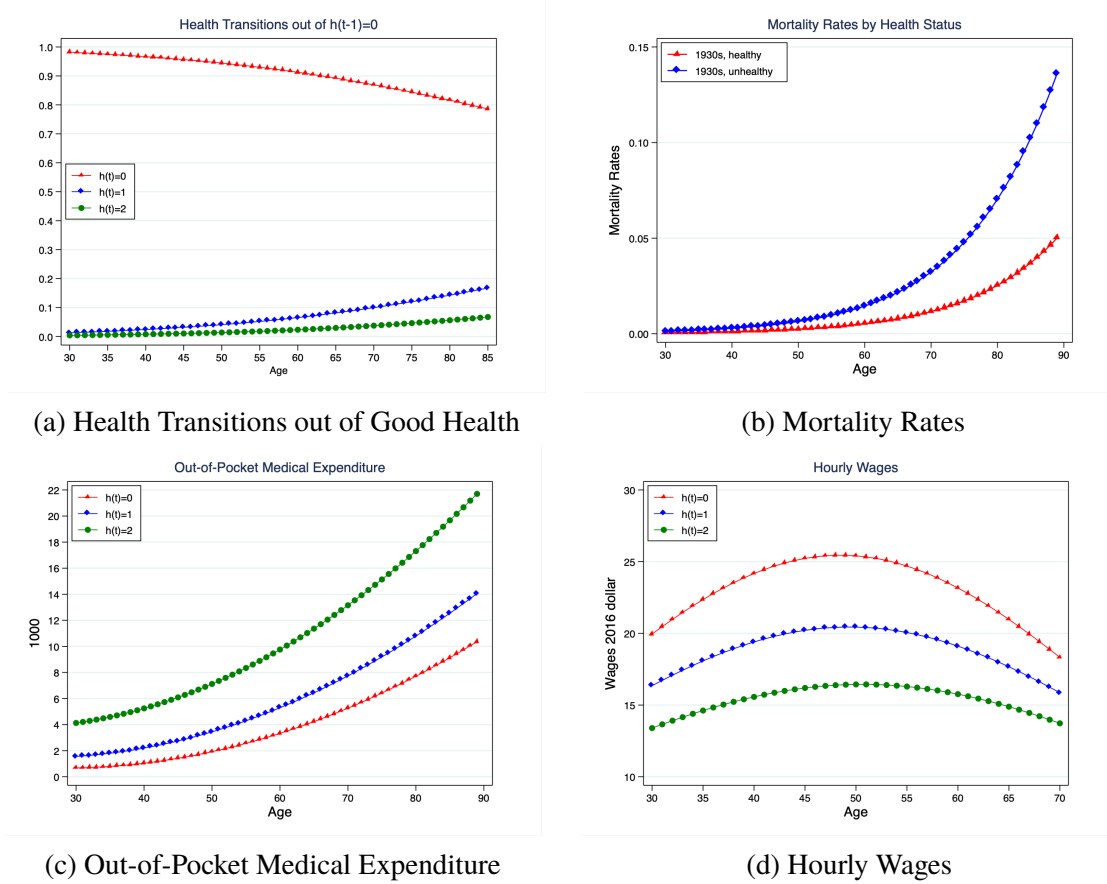 Health Transitions out of h(t-1)=0
1.0
0.9
0.8
0.7
0.6
0.5
0.4
0.3
0.2
0.1
0.0
h(t)=0
h(t)=1
h(t)=2
30 35 40 45 50 55 60 65 70 75 80 85
Age
(a) Health Transitions out of Good Health
Mortality Rates by Health Status
Mortality Rates
0.15
0.10
0.05
0.00
1930s, healthy
1930s, unhealthy
30 40 50 60 70 80 90
Age
(b) Mortality Rates
Out-of-Pocket Medical Expenditure
1000
22
20
18
16
14
12
10
8
6
4
2
0
h(t)=0
h(t)=1
h(t)=2
30 40 50 60 70 80 90
Age
(c) Out-of-Pocket Medical Expenditure
Hourly Wages
Wages 2016 dollar
30
25
20
15
10
h(t)=0
h(t)=1
h(t)=2
30 35 40 45 50 55 60 65 70
Age
(d) Hourly Wages